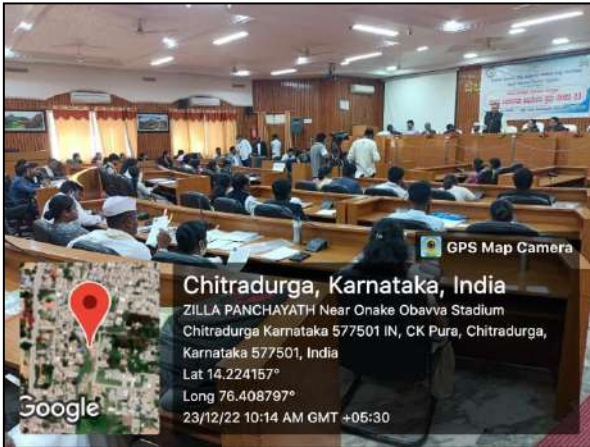 GPS Map Camera
Chitradurga, Karnataka, India
ZILLA PANCHAYATH Near Onake Obavva Stadium
Chitradurga Karnataka 577501 IN, CK Pura, Chitradurga,
Karnataka 577501, India
Lat 14.224157°
Long 76.408797°
23/12/22 10:14 AM GMT +05:30
Google